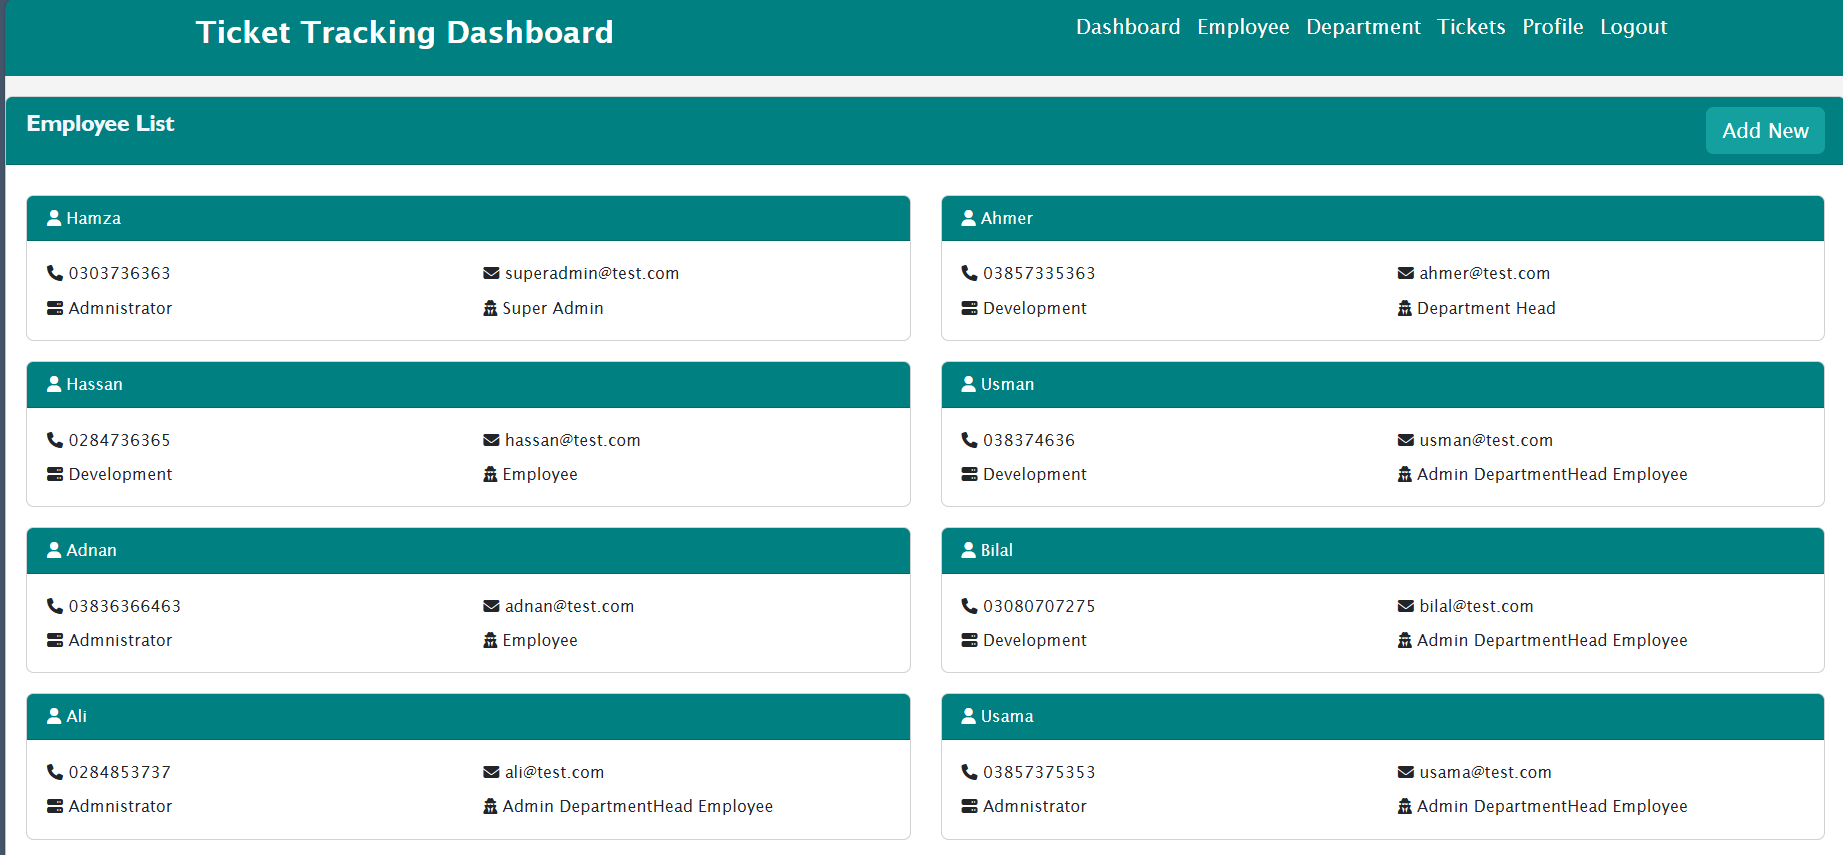 Ticket Tracking Dashboard
Dashboard Employee Department Tickets Profile Logout
Employee List
Add New
Hamza
0303736363
superadmin@test.com
Admnistrator
Super Admin
Ahmer
03857335363
ahmer@test.com
Development
Department Head
Hassan
0284736365
hassan@test.com
Development
Employee
Usman
038374636
usman@test.com
Development
Admin DepartmentHead Employee
Adnan
03836366463
adnan@test.com
Admnistrator
Employee
Bilal
03080707275
bilal@test.com
Development
Admin DepartmentHead Employee
Ali
0284853737
ali@test.com
Admnistrator
Admin DepartmentHead Employee
Usama
03857375353
usama@test.com
Admnistrator
Admin DepartmentHead Employee